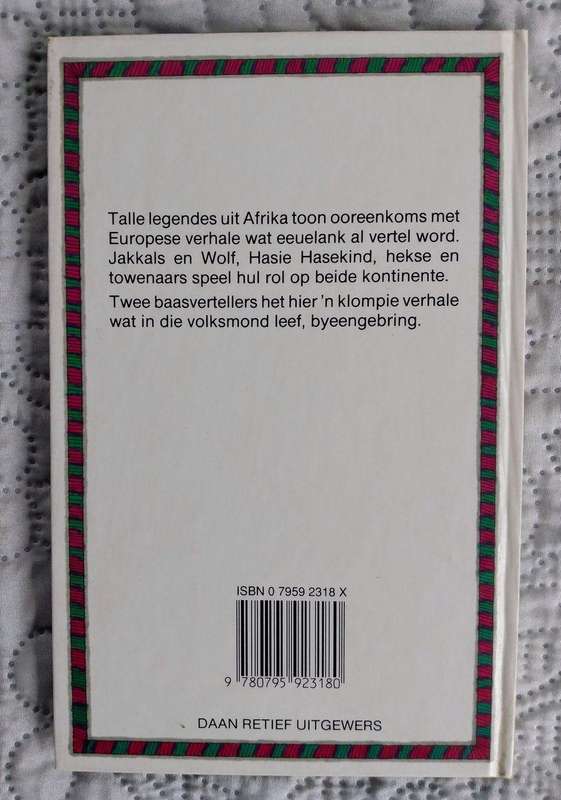 Talle legendes uit Afrika toon ooreenkoms met
Europese verhale wat eeuelank al vertel word.
Jakkals en Wolf, Hasie Hasekind, hekse en
towenaars speel hul rol op beide kontinente.
Twee baasvertellers het hier 'n klompie verhale
wat in die volksmond leef, byeengebring.
ISBN 0 7959 2318 X
9 780795 923180
DAAN RETIEF UITGEWERS